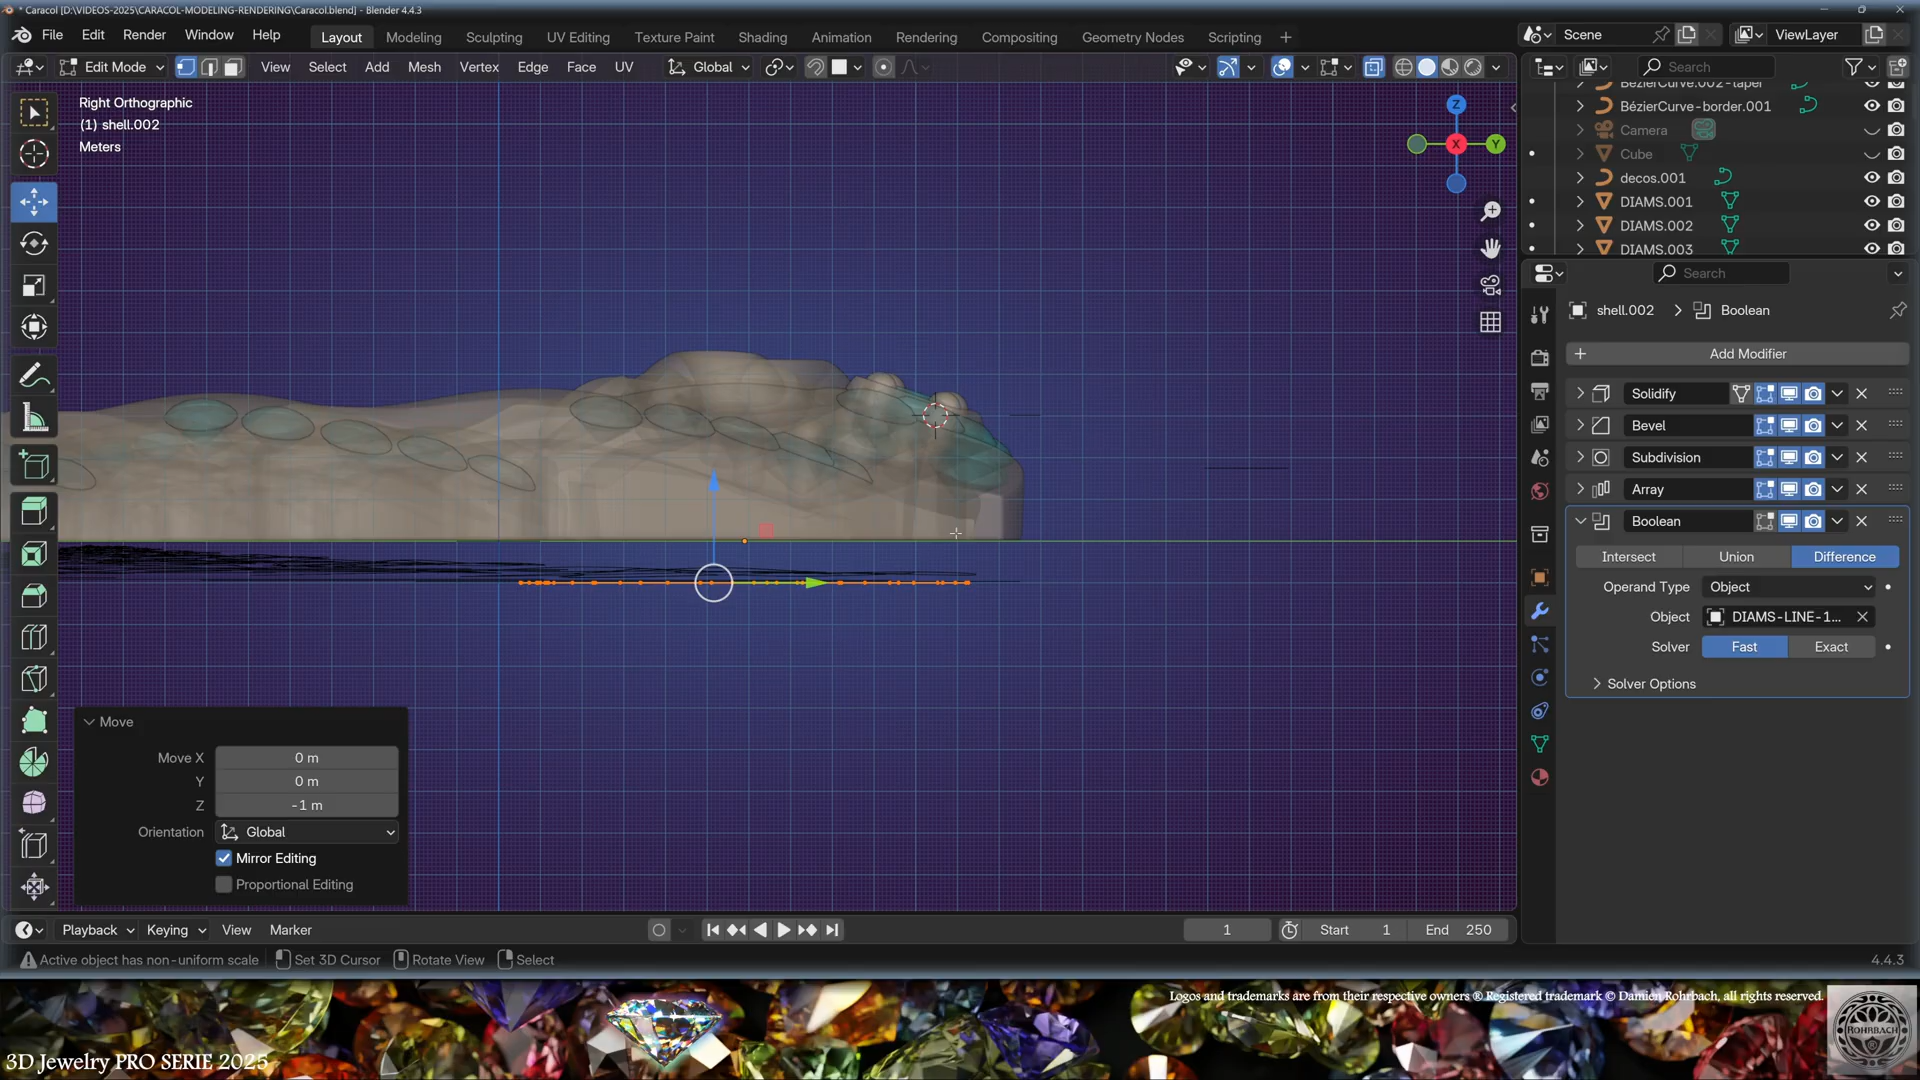 * Caracol [D:\VIDEOS-2025\CARACOL-MODELING-RENDERING\Caracol.blend] - Blender 4.4.3
File Edit Render Window Help
Layout Modeling Sculpting UV Editing Texture Paint Shading Animation Rendering Compositing Geometry Nodes Scripting +
Scene ViewLayer
Edit Mode View Select Add Mesh Vertex Edge Face UV Global
Search
Right Orthographic
(1) shell.002
Meters
Z
X
Y
BézierCurve.002-taper
BézierCurve-border.001
Camera
Cube
decos.001
DIAMS.001
DIAMS.002
DIAMS.003
Search
shell.002 > Boolean
Add Modifier
Solidify
Bevel
Subdivision
Array
Boolean
Intersect Union Difference
Operand Type Object
Object DIAMS-LINE-1...
Solver Fast Exact
Solver Options
Move
Move X 0 m
Y 0 m
Z -1 m
Orientation Global
Mirror Editing
Proportional Editing
Playback Keying View Marker
1 Start 1 End 250
Active object has non-uniform scale Set 3D Cursor Rotate View Select
4.4.3
Logos and trademarks are from their respective owners ® Registered trademark © Damien Rohrbach, all rights reserved.
ROHRBACH
®
3D Jewelry PRO SERIE 2025